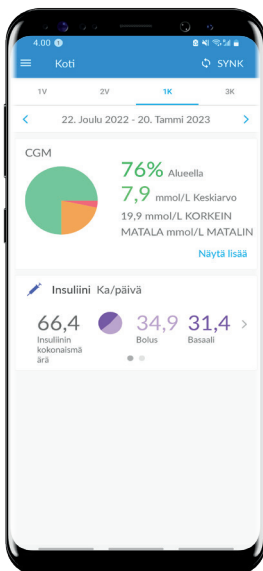 4.00
Koti
SYNK
1V 2V 1K 3K
22. Joulu 2022 - 20. Tammi 2023
CGM
76% Alueella
7,9 mmol/L Keskiarvo
19,9 mmol/L KORKEIN
MATALA mmol/L MATALIN
Näytä lisää
Insuliini Ka/päivä
66,4 34,9 31,4
Insuliinin Bolus Basaali
kokonaismä
ärä